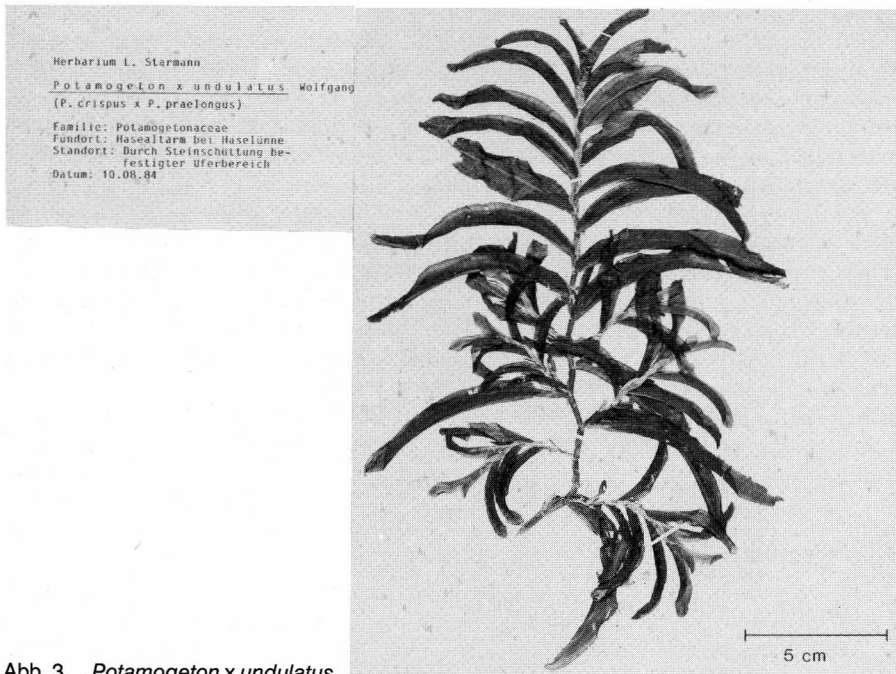 Herbarium L. Starmann
Potamogeton x undulatus Wolfgang
(P. crispus x P. praelongus)
Familie: Potamogetonaceae
Fundort: Hasealtarm bei Haselünne
Standort: Durch Steinschüttung be-
festigter Uferbereich
Datum: 10.08.84
5 cm
Abb. 3 Potamogeton x undulatus